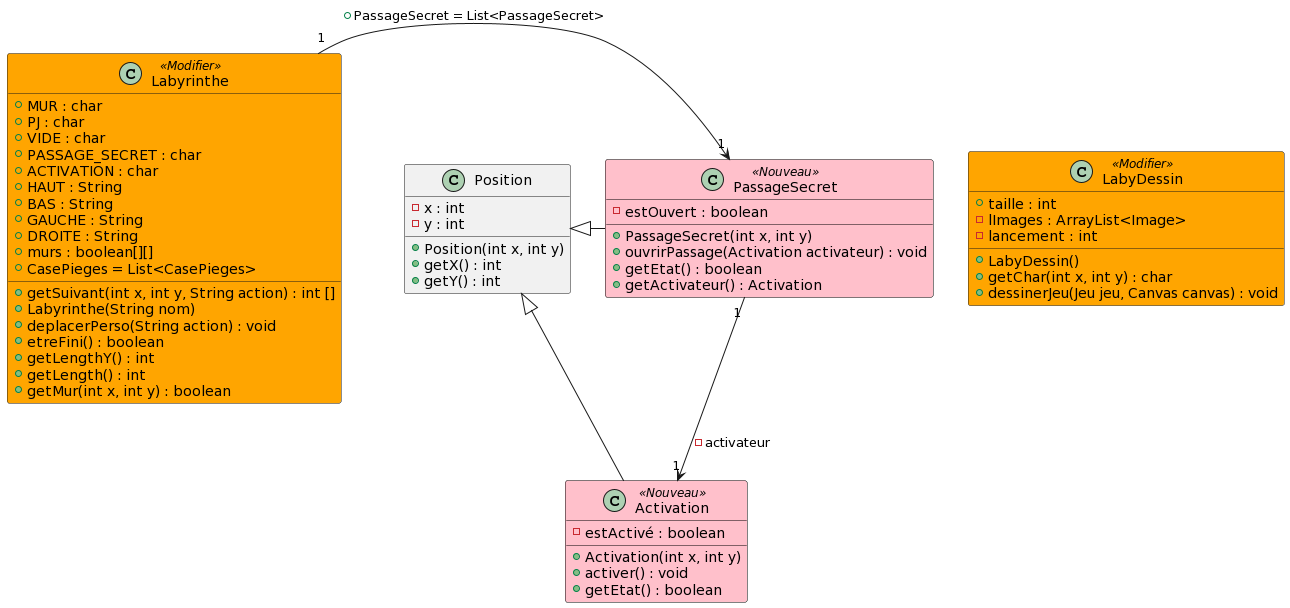 PassageSecret = List<PassageSecret>
1
«Modifier»
Labyrinthe
MUR : char
PJ : char
VIDE : char
PASSAGE_SECRET : char
ACTIVATION : char
HAUT : String
BAS : String
GAUCHE : String
DROITE : String
murs : boolean[][]
CasePieges = List<CasePieges>
getSuivant(int x, int y, String action) : int []
Labyrinthe(String nom)
deplacerPerso(String action) : void
etreFini() : boolean
getLengthY() : int
getLength() : int
getMur(int x, int y) : boolean
C
Position
x : int
y : int
Position(int x, int y)
getX() : int
getY() : int
1
«Nouveau»
PassageSecret
estOuvert : boolean
PassageSecret(int x, int y)
ouvrirPassage(Activation activateur) : void
getEtat() : boolean
getActivateur() : Activation
1
«Modifier»
LabyDessin
taille : int
lImages : ArrayList<Image>
lancement : int
LabyDessin()
getChar(int x, int y) : char
dessinerJeu(Jeu jeu, Canvas canvas) : void
activateur
1
«Nouveau»
Activation
estActivé : boolean
Activation(int x, int y)
activer() : void
getEtat() : boolean